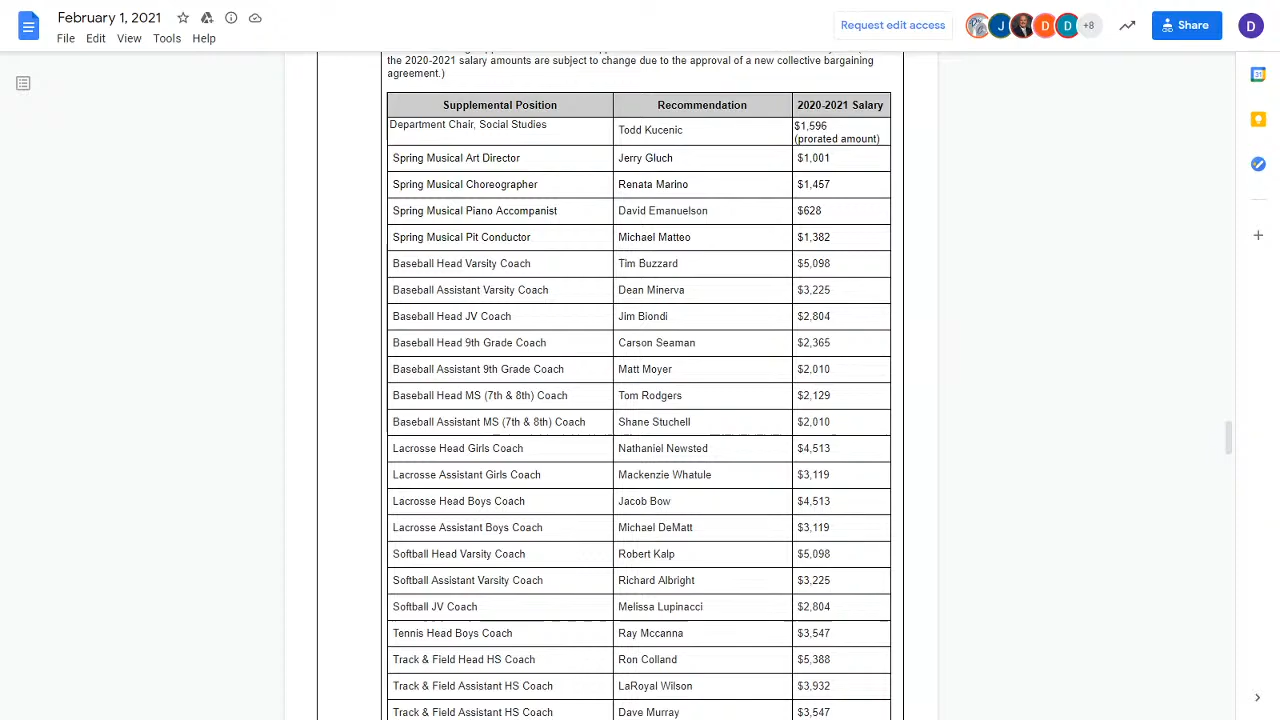 February 1, 2021
File Edit View Tools Help
Request edit access
J
D
D
+8
Share
D
31
the 2020-2021 salary amounts are subject to change due to the approval of a new collective bargaining
agreement.)
Supplemental Position Recommendation 2020-2021 Salary
Department Chair, Social Studies Todd Kucenic $1,596
(prorated amount)
Spring Musical Art Director Jerry Gluch $1,001
Spring Musical Choreographer Renata Marino $1,457
Spring Musical Piano Accompanist David Emanuelson $628
Spring Musical Pit Conductor Michael Matteo $1,382
Baseball Head Varsity Coach Tim Buzzard $5,098
Baseball Assistant Varsity Coach Dean Minerva $3,225
Baseball Head JV Coach Jim Biondi $2,804
Baseball Head 9th Grade Coach Carson Seaman $2,365
Baseball Assistant 9th Grade Coach Matt Moyer $2,010
Baseball Head MS (7th & 8th) Coach Tom Rodgers $2,129
Baseball Assistant MS (7th & 8th) Coach Shane Stuchell $2,010
Lacrosse Head Girls Coach Nathaniel Newsted $4,513
Lacrosse Assistant Girls Coach Mackenzie Whatule $3,119
Lacrosse Head Boys Coach Jacob Bow $4,513
Lacrosse Assistant Boys Coach Michael DeMatt $3,119
Softball Head Varsity Coach Robert Kalp $5,098
Softball Assistant Varsity Coach Richard Albright $3,225
Softball JV Coach Melissa Lupinacci $2,804
Tennis Head Boys Coach Ray Mccanna $3,547
Track & Field Head HS Coach Ron Colland $5,388
Track & Field Assistant HS Coach LaRoyal Wilson $3,932
Track & Field Assistant HS Coach Dave Murray $3,547